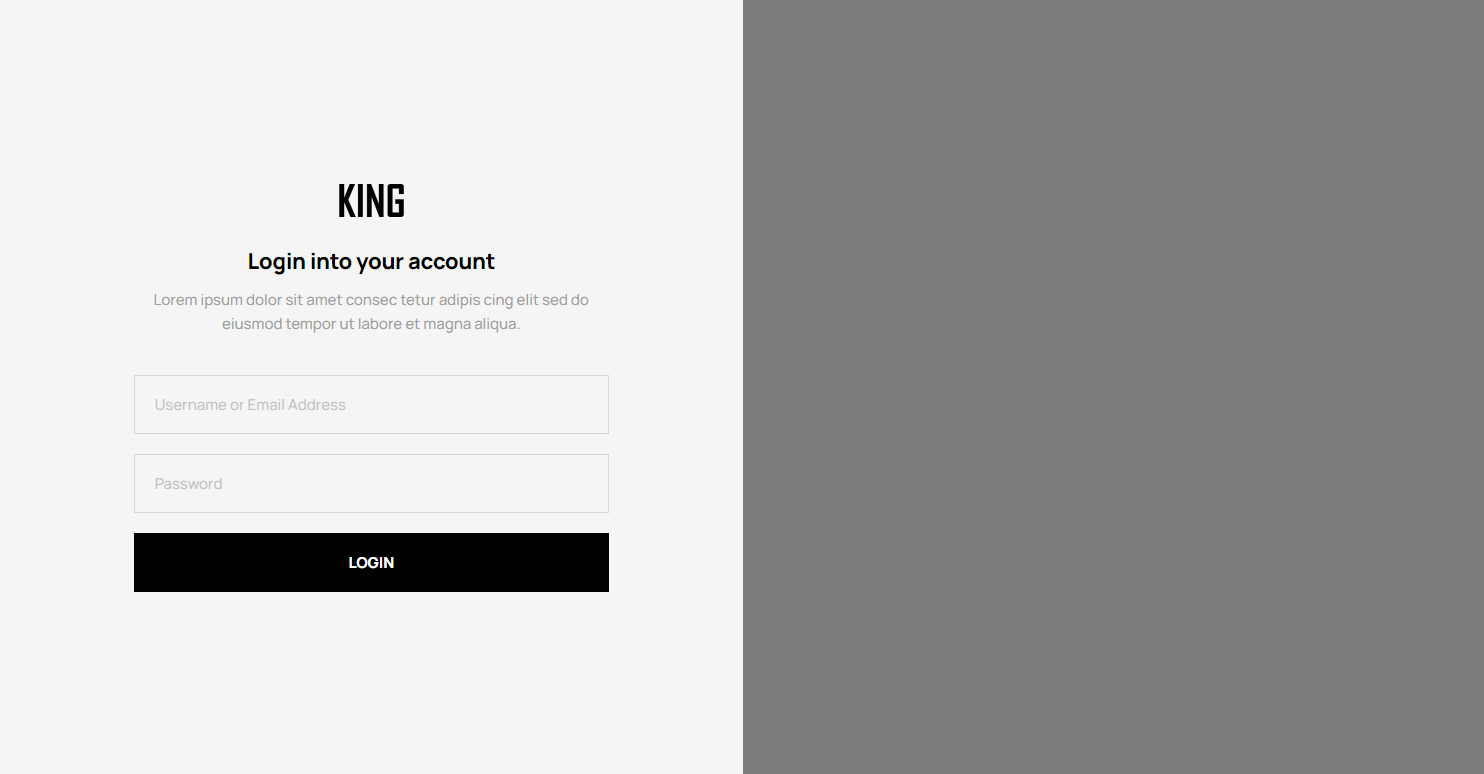 KING
Login into your account
Lorem ipsum dolor sit amet consec tetur adipis cing elit sed do
eiusmod tempor ut labore et magna aliqua.
Username or Email Address
Password
LOGIN